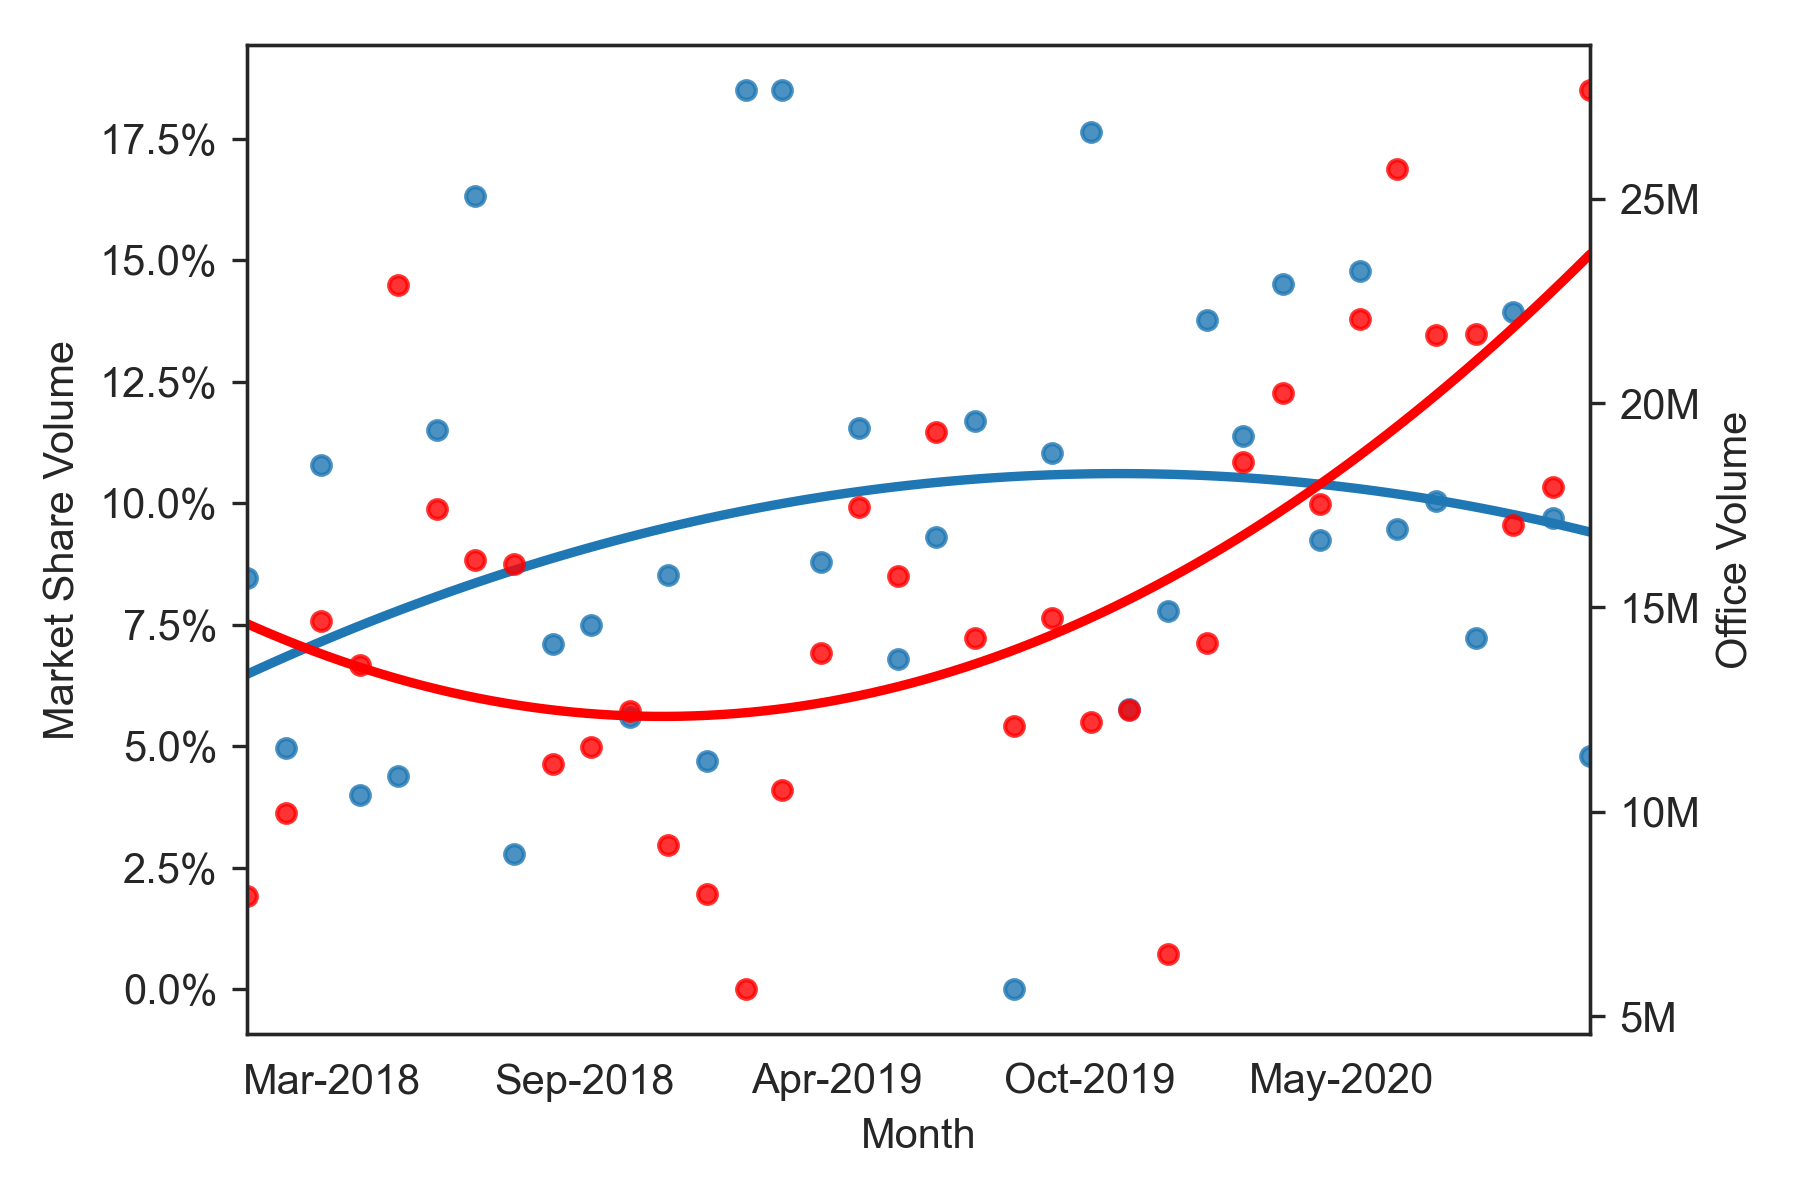 Market Share Volume
17.5%
15.0%
12.5%
10.0%
7.5%
5.0%
2.5%
0.0%
25M
20M
15M
10M
5M
Office Volume
Mar-2018
Sep-2018
Apr-2019
Oct-2019
May-2020
Month